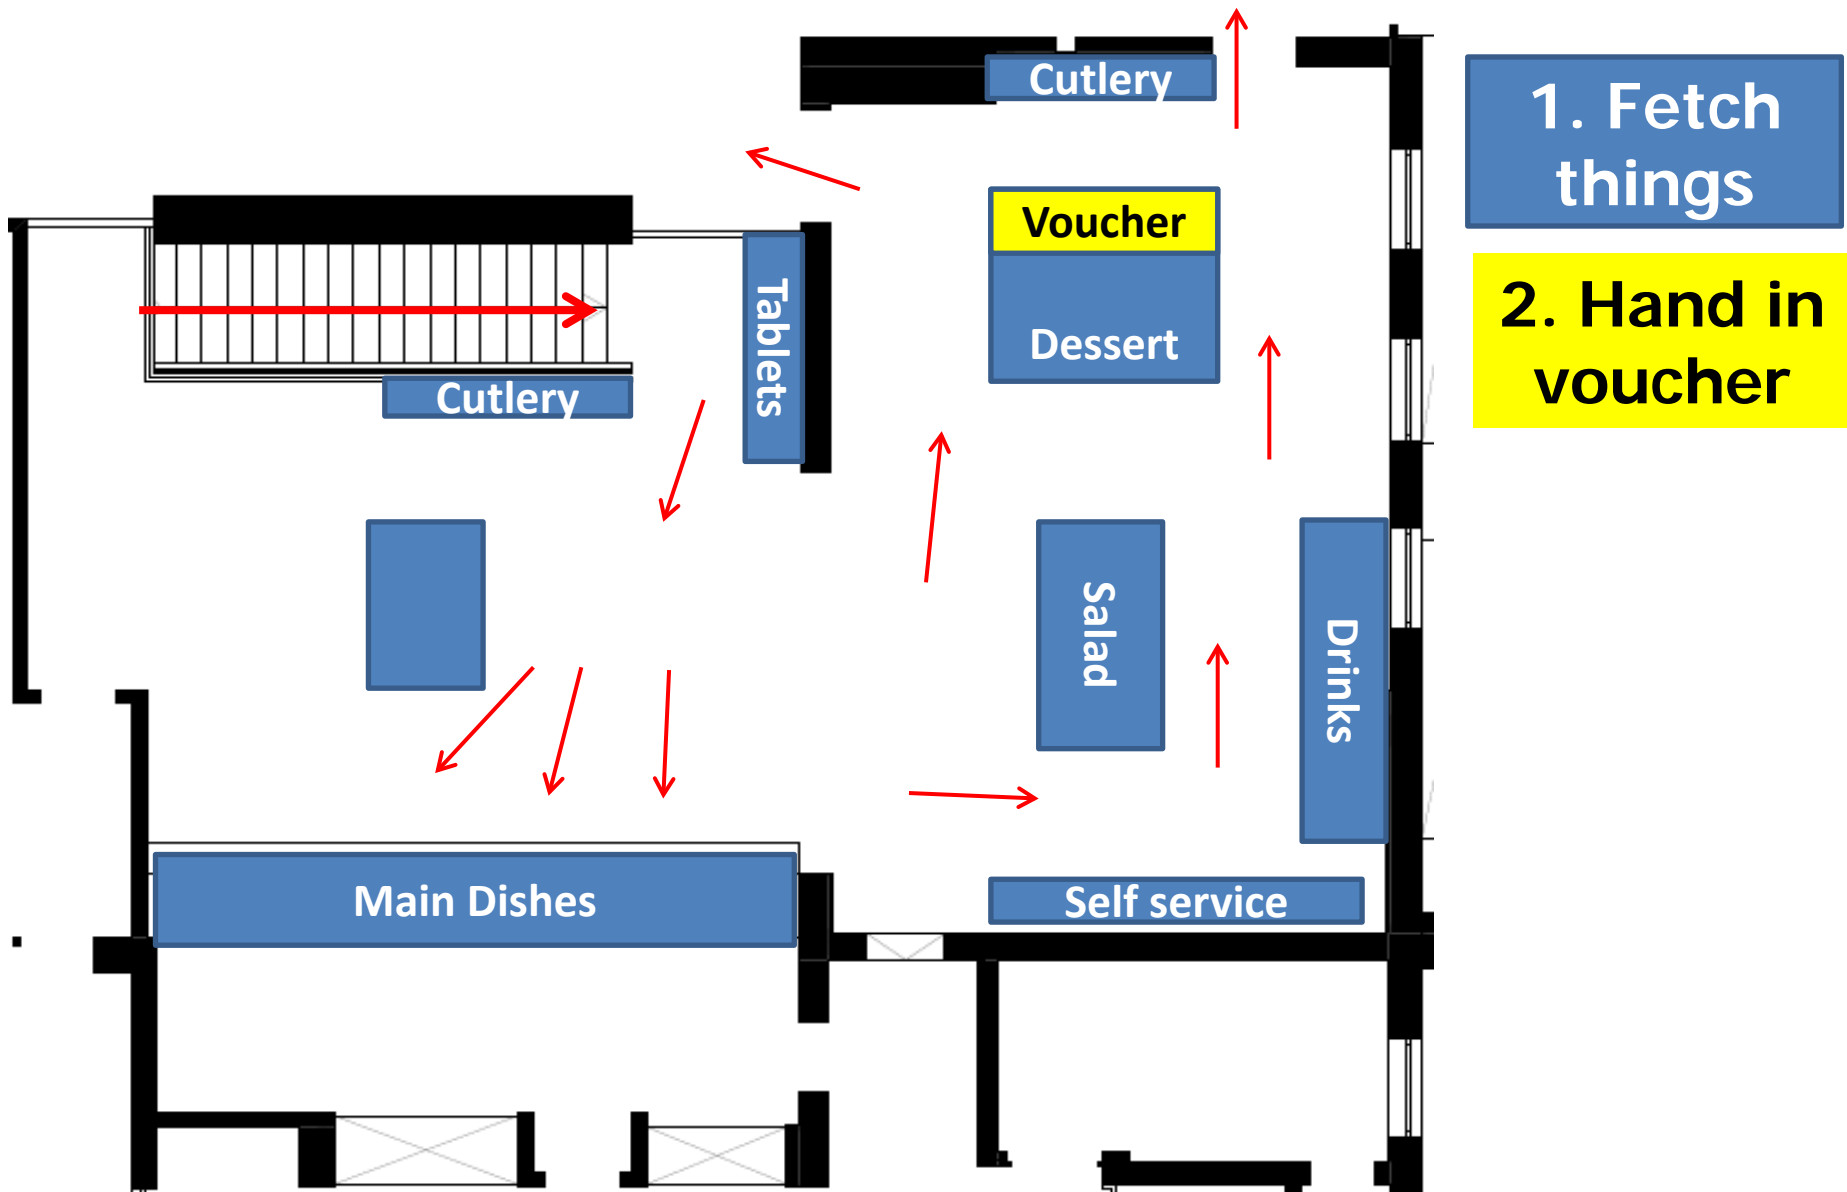 Cutlery
1. Fetch
things
Voucher
Dessert
2. Hand in
voucher
Tablets
Cutlery
Salad
Drinks
Main Dishes
Self service